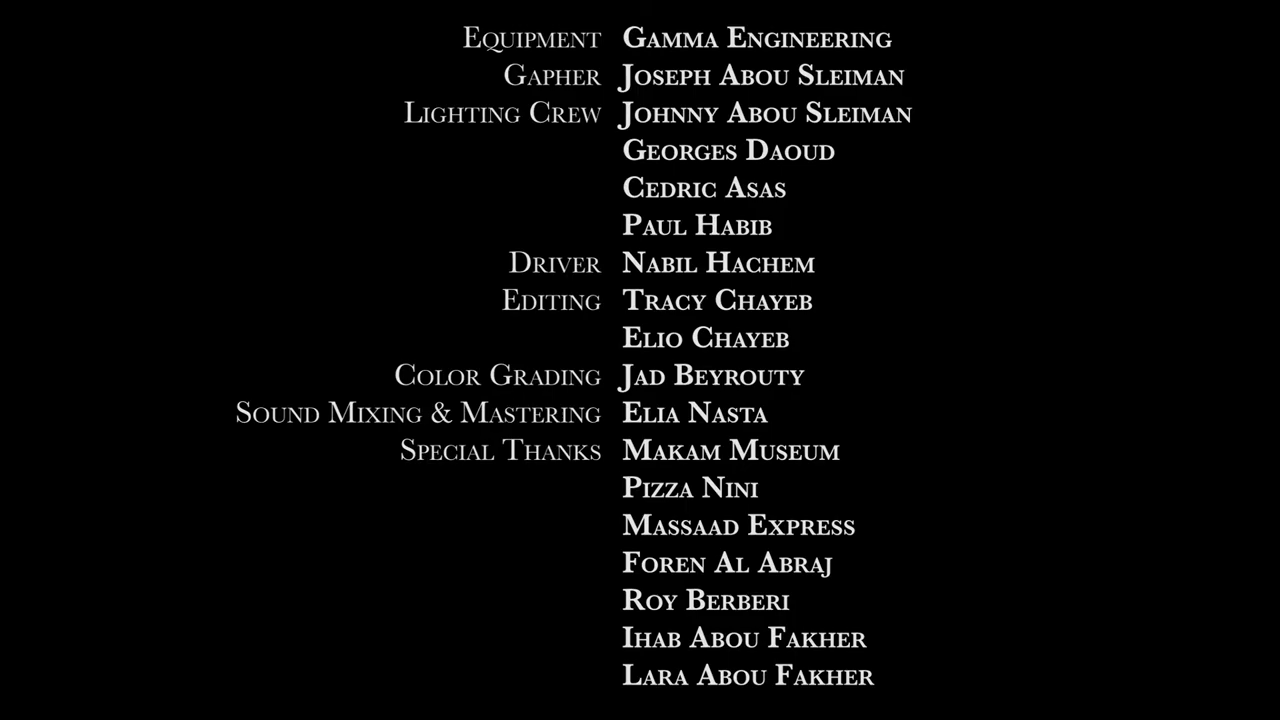 Equipment Gamma Engineering
Gapher Joseph Abou Sleiman
Lighting Crew Johnny Abou Sleiman
Georges Daoud
Cedric Asas
Paul Habib
Driver Nabil Hachem
Editing Tracy Chayeb
Elio Chayeb
Color Grading Jad Beyrouty
Sound Mixing & Mastering Elia Nasta
Special Thanks Makam Museum
Pizza Nini
Massaad Express
Foren Al Abraj
Roy Berberi
Ihab Abou Fakher
Lara Abou Fakher